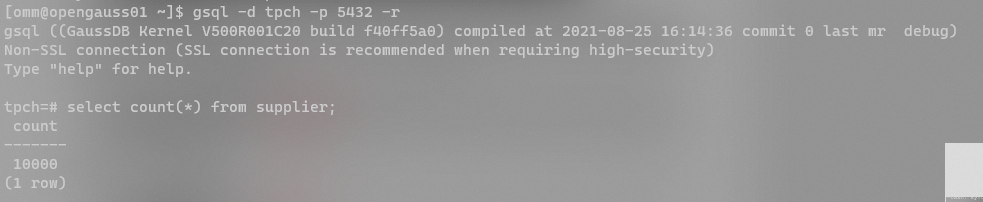 [omm@opengauss01 ~]$ gsql -d tpch -p 5432 -r
gsql ((GaussDB Kernel V500R001C20 build f40ff5a0) compiled at 2021-08-25 16:14:36 commit 0 last mr  debug)
Non-SSL connection (SSL connection is recommended when requiring high-security)
Type "help" for help.
tpch=# select count(*) from supplier;
 count
-------
 10000
(1 row)